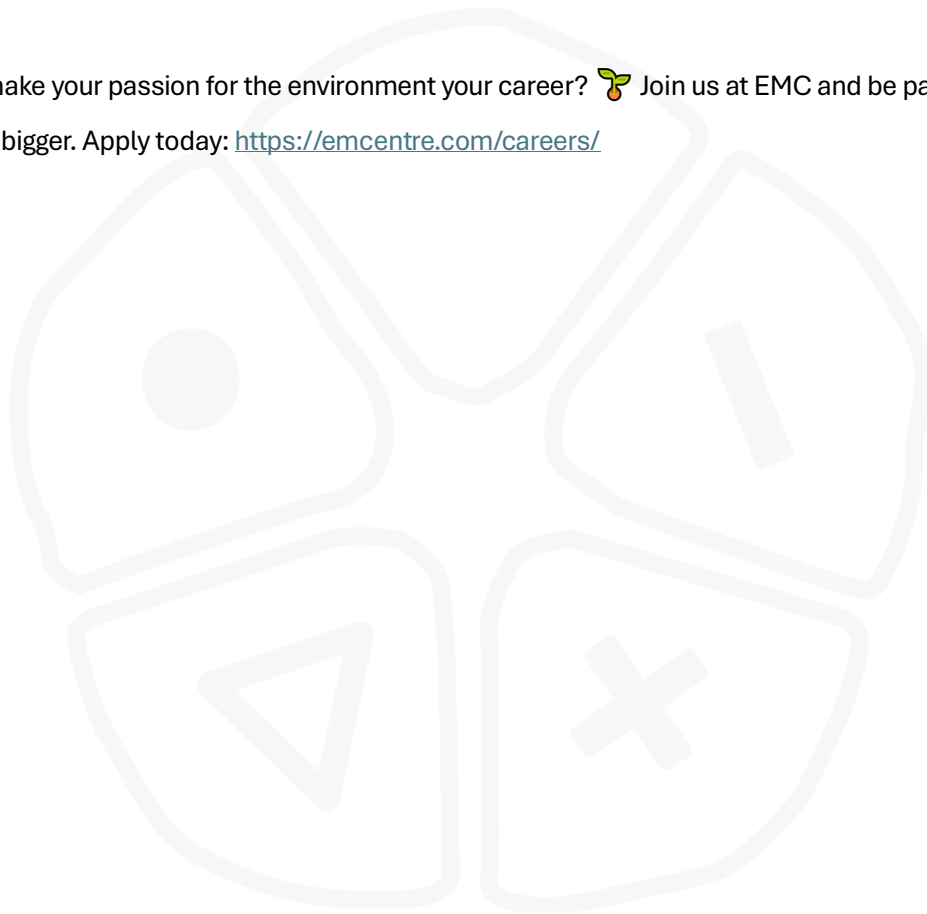 make your passion for the environment your career? 🌱 Join us at EMC and be pa
bigger. Apply today: https://emcentre.com/careers/